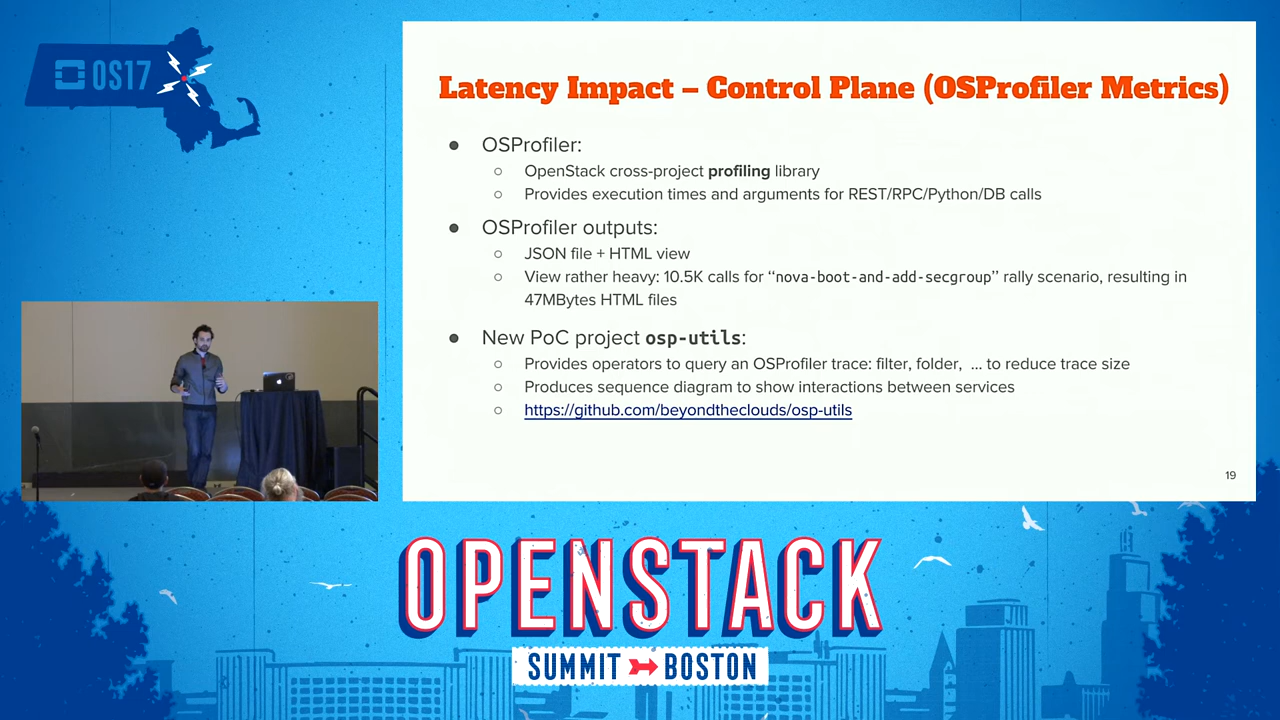 OS17
Latency Impact – Control Plane (OSProfiler Metrics)
● OSProfiler:
○ OpenStack cross-project profiling library
○ Provides execution times and arguments for REST/RPC/Python/DB calls
● OSProfiler outputs:
○ JSON file + HTML view
○ View rather heavy: 10.5K calls for “nova-boot-and-add-secgroup” rally scenario, resulting in
47MBytes HTML files
● New PoC project osp-utils:
○ Provides operators to query an OSProfiler trace: filter, folder, ... to reduce trace size
○ Produces sequence diagram to show interactions between services
○ https://github.com/beyondtheclouds/osp-utils
19
OPENSTACK
SUMMIT BOSTON